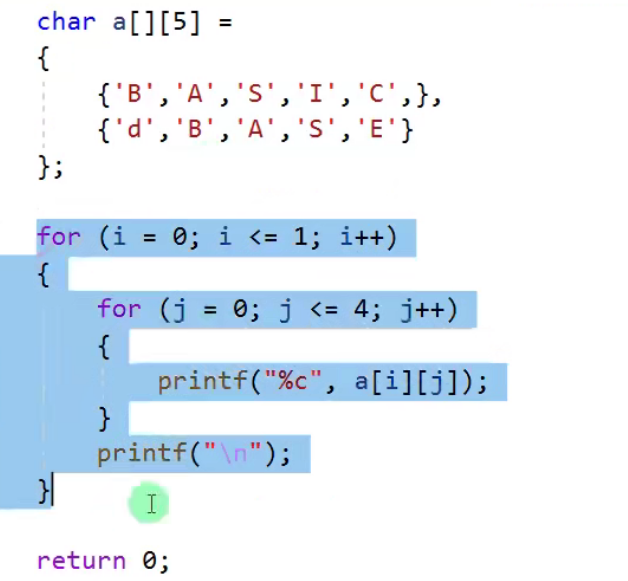 char a[][5] =
{
{'B','A','S','I','C',},
{'d','B','A','S','E'}
};
for (i = 0; i <= 1; i++)
{
for (j = 0; j <= 4; j++)
{
printf("%c", a[i][j]);
}
printf("\n");
}
return 0;